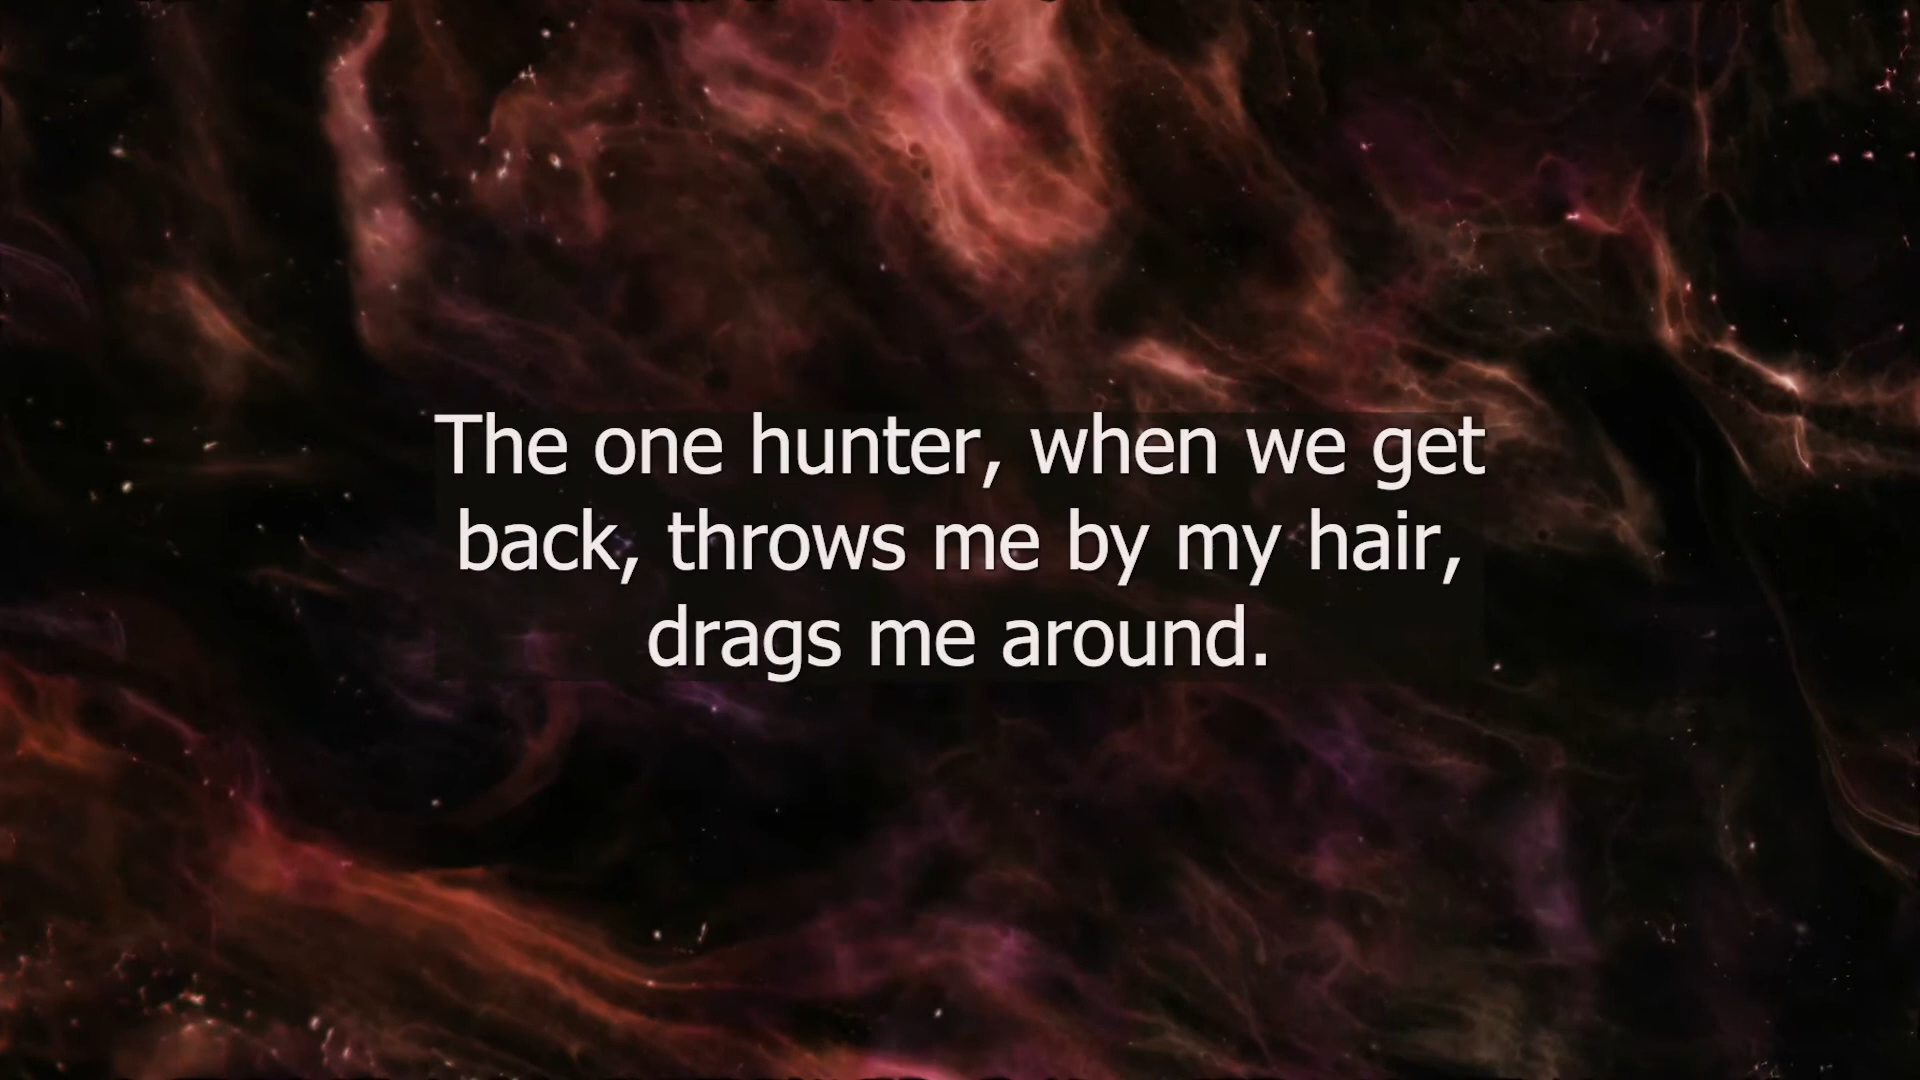 The one hunter, when we get
back, throws me by my hair,
drags me around.